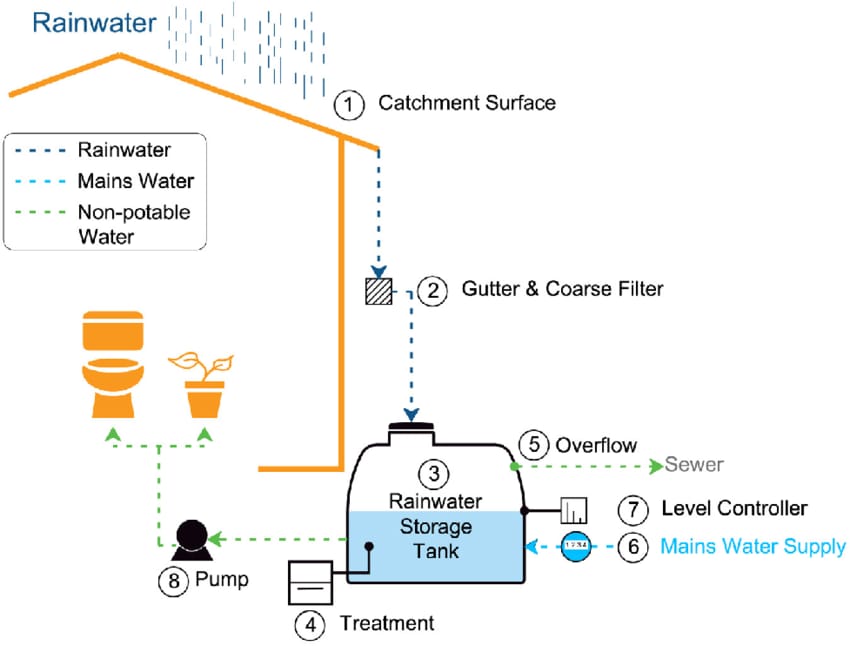 Rainwater
1 Catchment Surface
Rainwater
Mains Water
Non-potable
Water
2 Gutter & Coarse Filter
5 Overflow
Sewer
3
Rainwater
Storage
Tank
7 Level Controller
1234
6 Mains Water Supply
8 Pump
4 Treatment